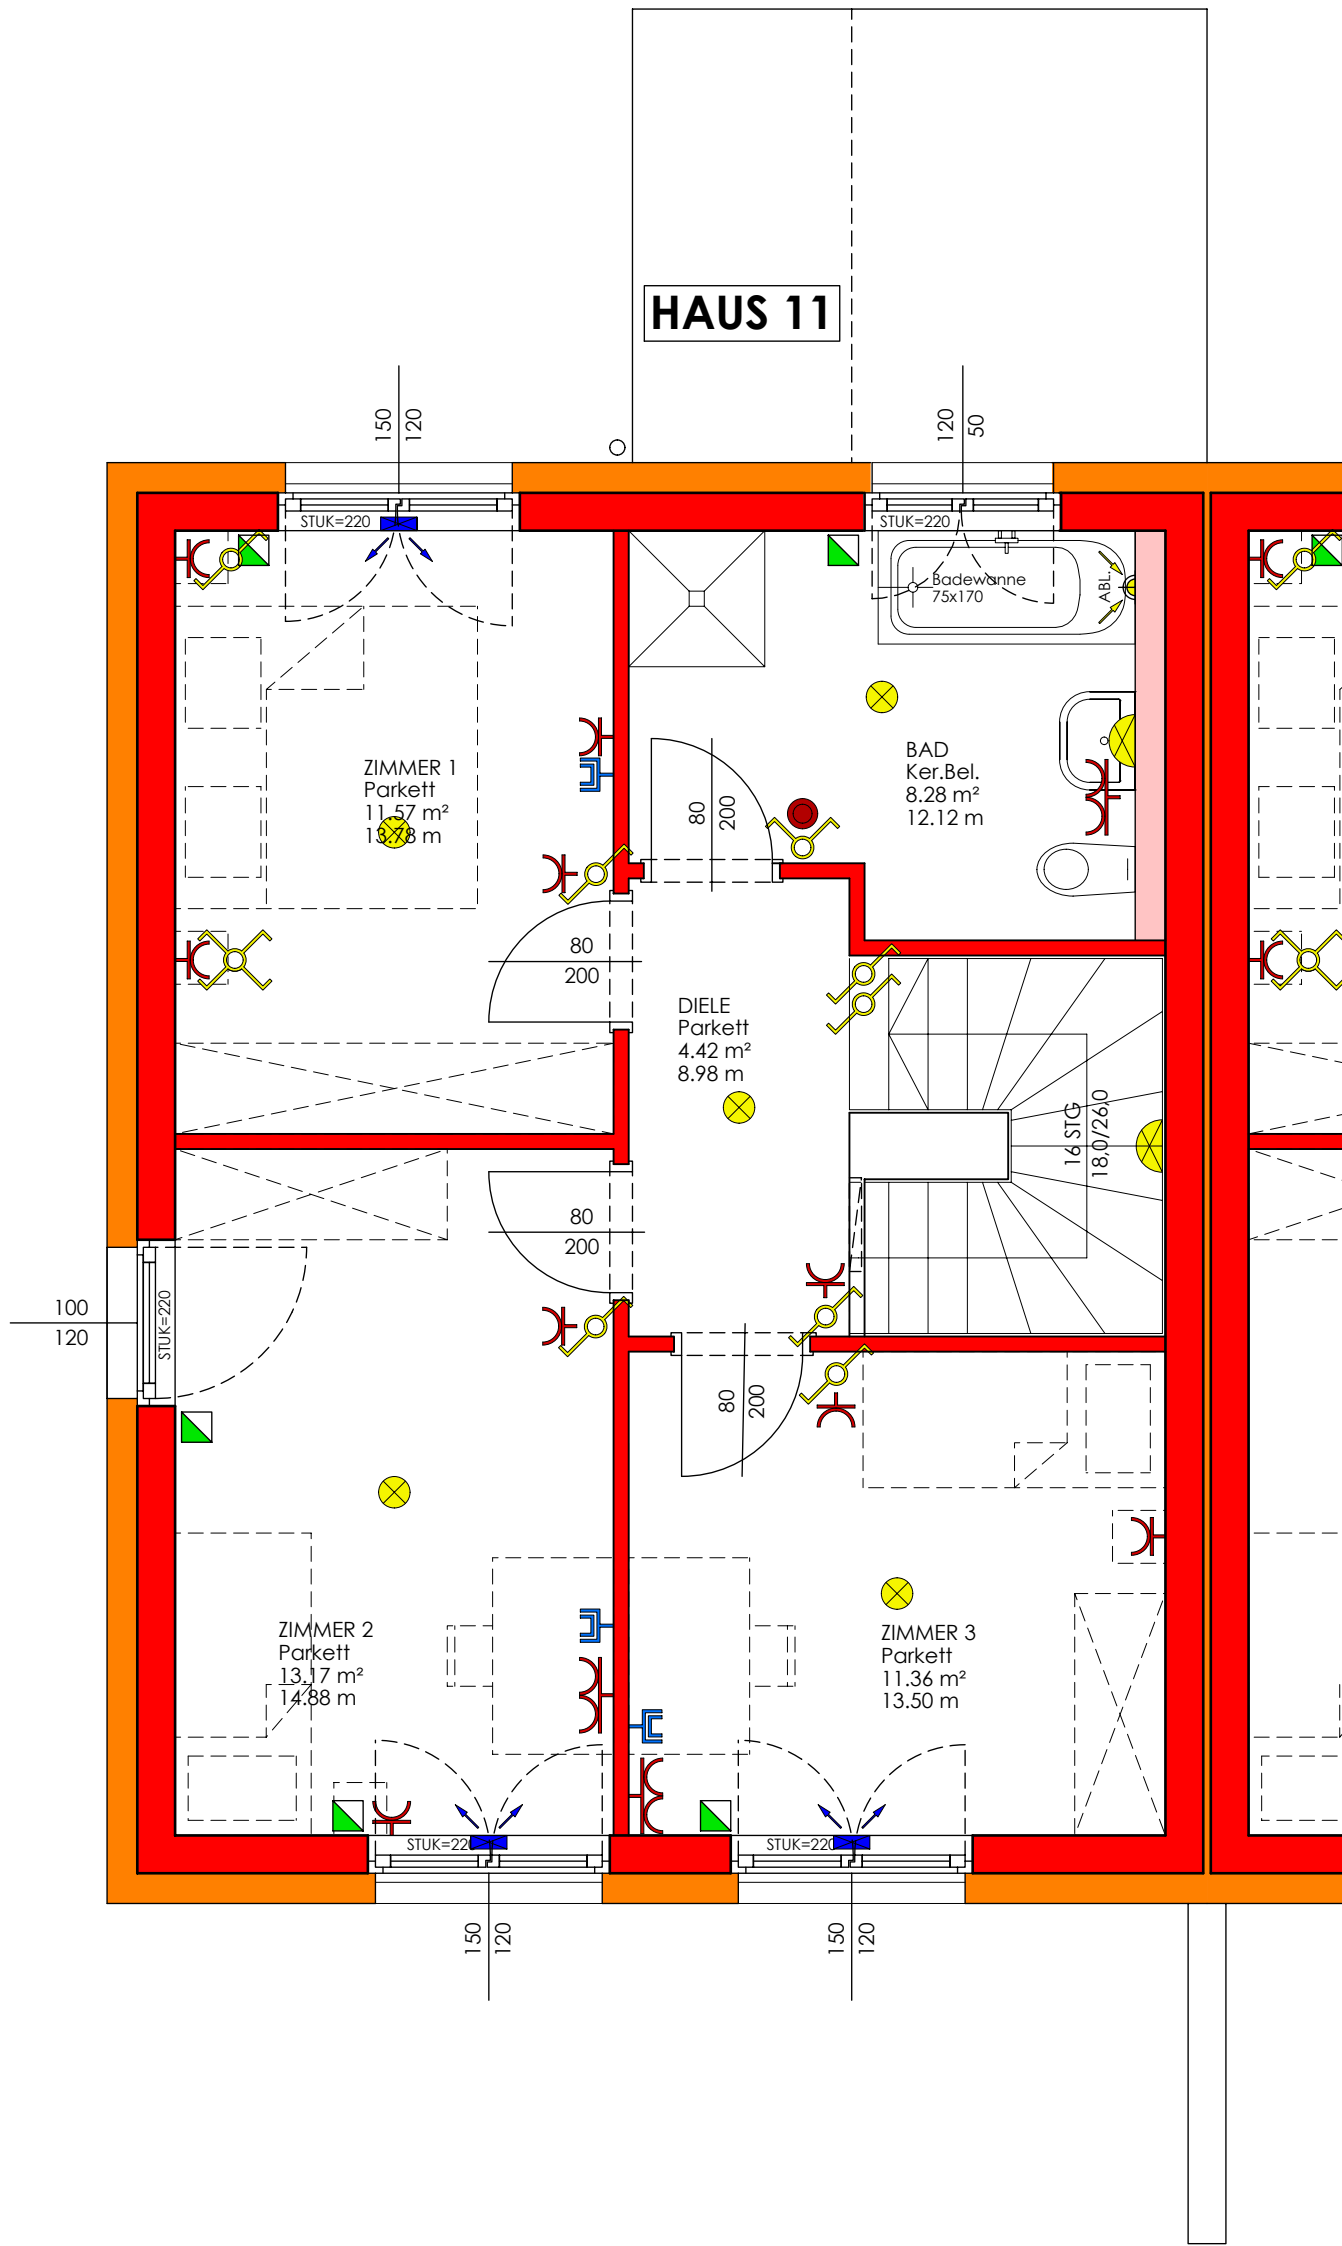 HAUS 11
150
120
120
50
STUK=220
STUK=220
Badewanne
75x170
ABL.
ZIMMER 1
Parkett
11.57 m²
13.78 m
BAD
Ker.Bel.
8.28 m²
12.12 m
80
200
80
200
DIELE
Parkett
4.42 m²
8.98 m
16 STG
18,0/26,0
80
200
100
120
STUK=220
80
200
ZIMMER 2
Parkett
13.17 m²
14.88 m
ZIMMER 3
Parkett
11.36 m²
13.50 m
STUK=220
STUK=220
150
120
150
120